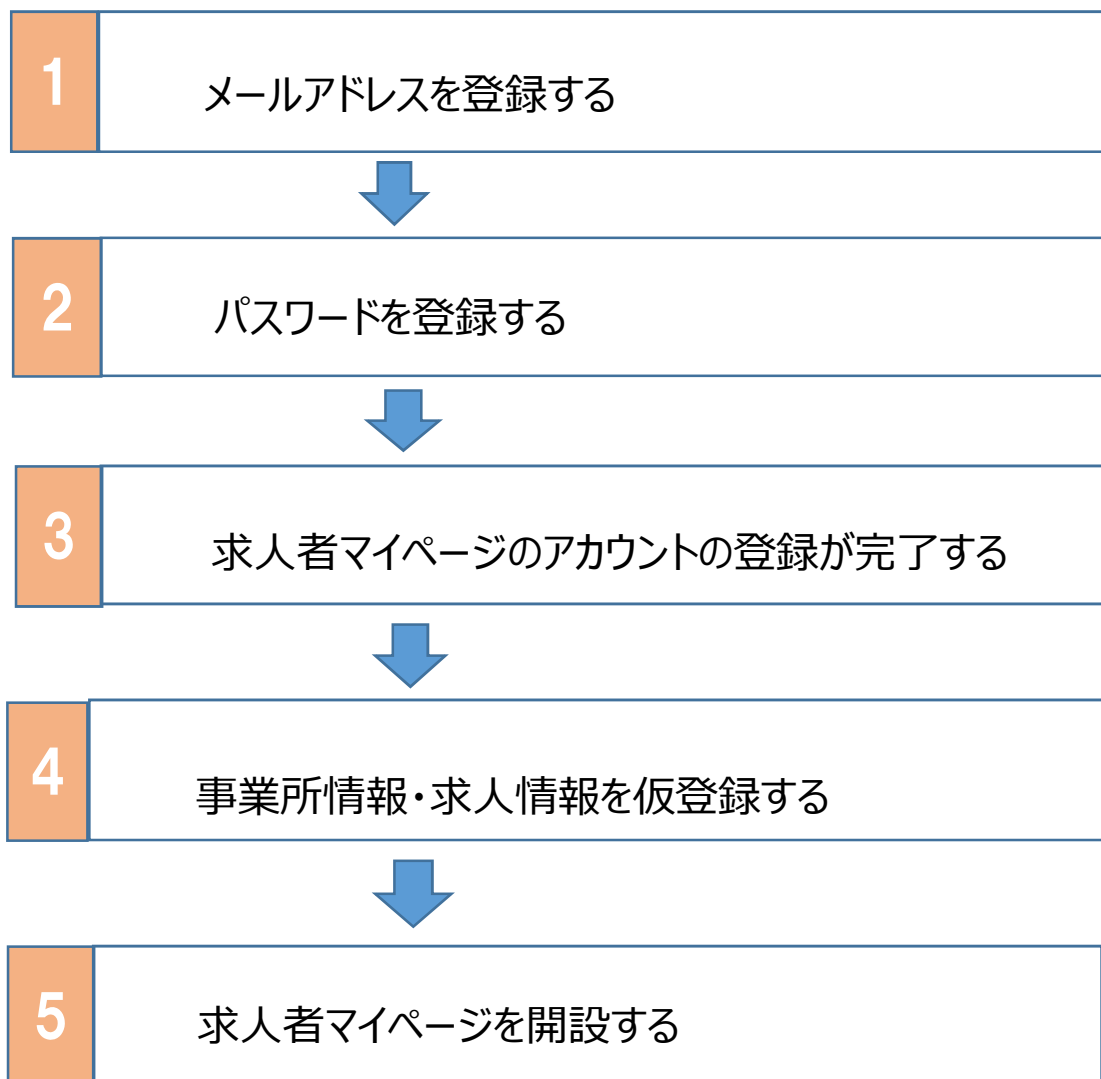 1
メールアドレスを登録する
2
パスワードを登録する
3
求人者マイページのアカウントの登録が完了する
4
事業所情報・求人情報を仮登録する
5
求人者マイページを開設する